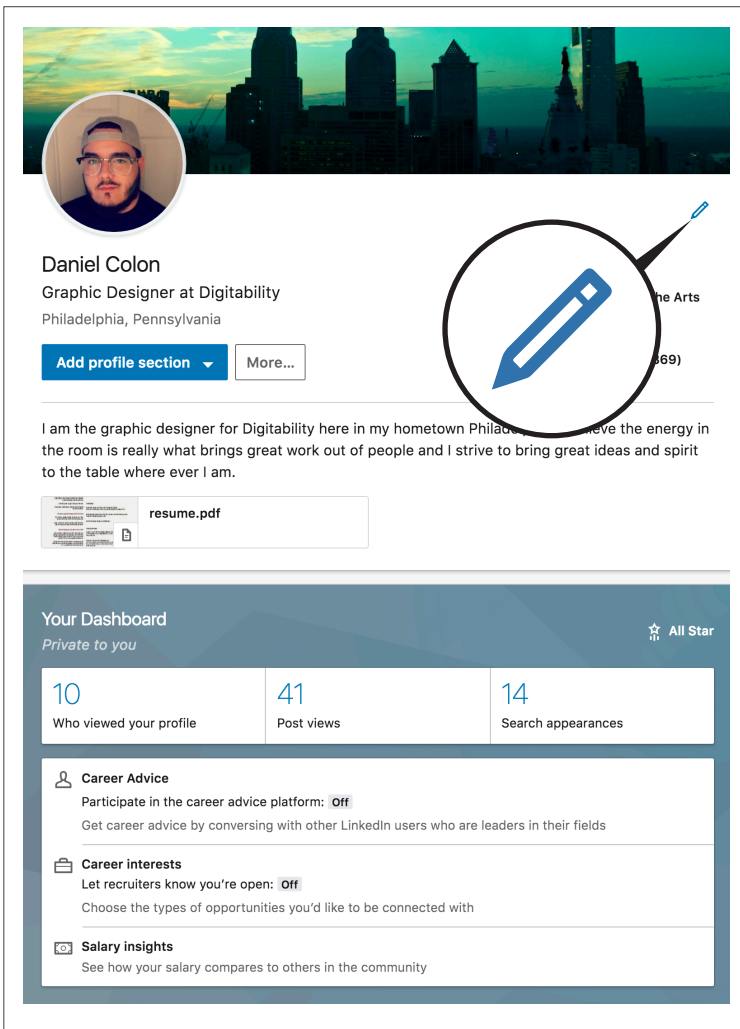 Daniel Colon
Graphic Designer at Digitability
he Arts
Philadelphia, Pennsylvania
Add profile section
More...
69)
I am the graphic designer for Digitability here in my hometown Philade eve the energy in
the room is really what brings great work out of people and I strive to bring great ideas and spirit
to the table where ever I am.
resume.pdf
Your Dashboard
Private to you
All Star
10
Who viewed your profile
41
Post views
14
Search appearances
Career Advice
Participate in the career advice platform: Off
Get career advice by conversing with other LinkedIn users who are leaders in their fields
Career interests
Let recruiters know you're open: Off
Choose the types of opportunities you'd like to be connected with
Salary insights
See how your salary compares to others in the community